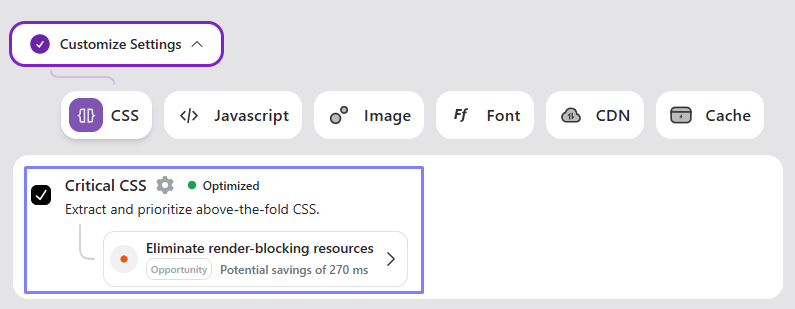 Customize Settings
CSS
</> Javascript
Image
Ff Font
CDN
Cache
Critical CSS Optimized
Extract and prioritize above-the-fold CSS.
Eliminate render-blocking resources
Opportunity Potential savings of 270 ms